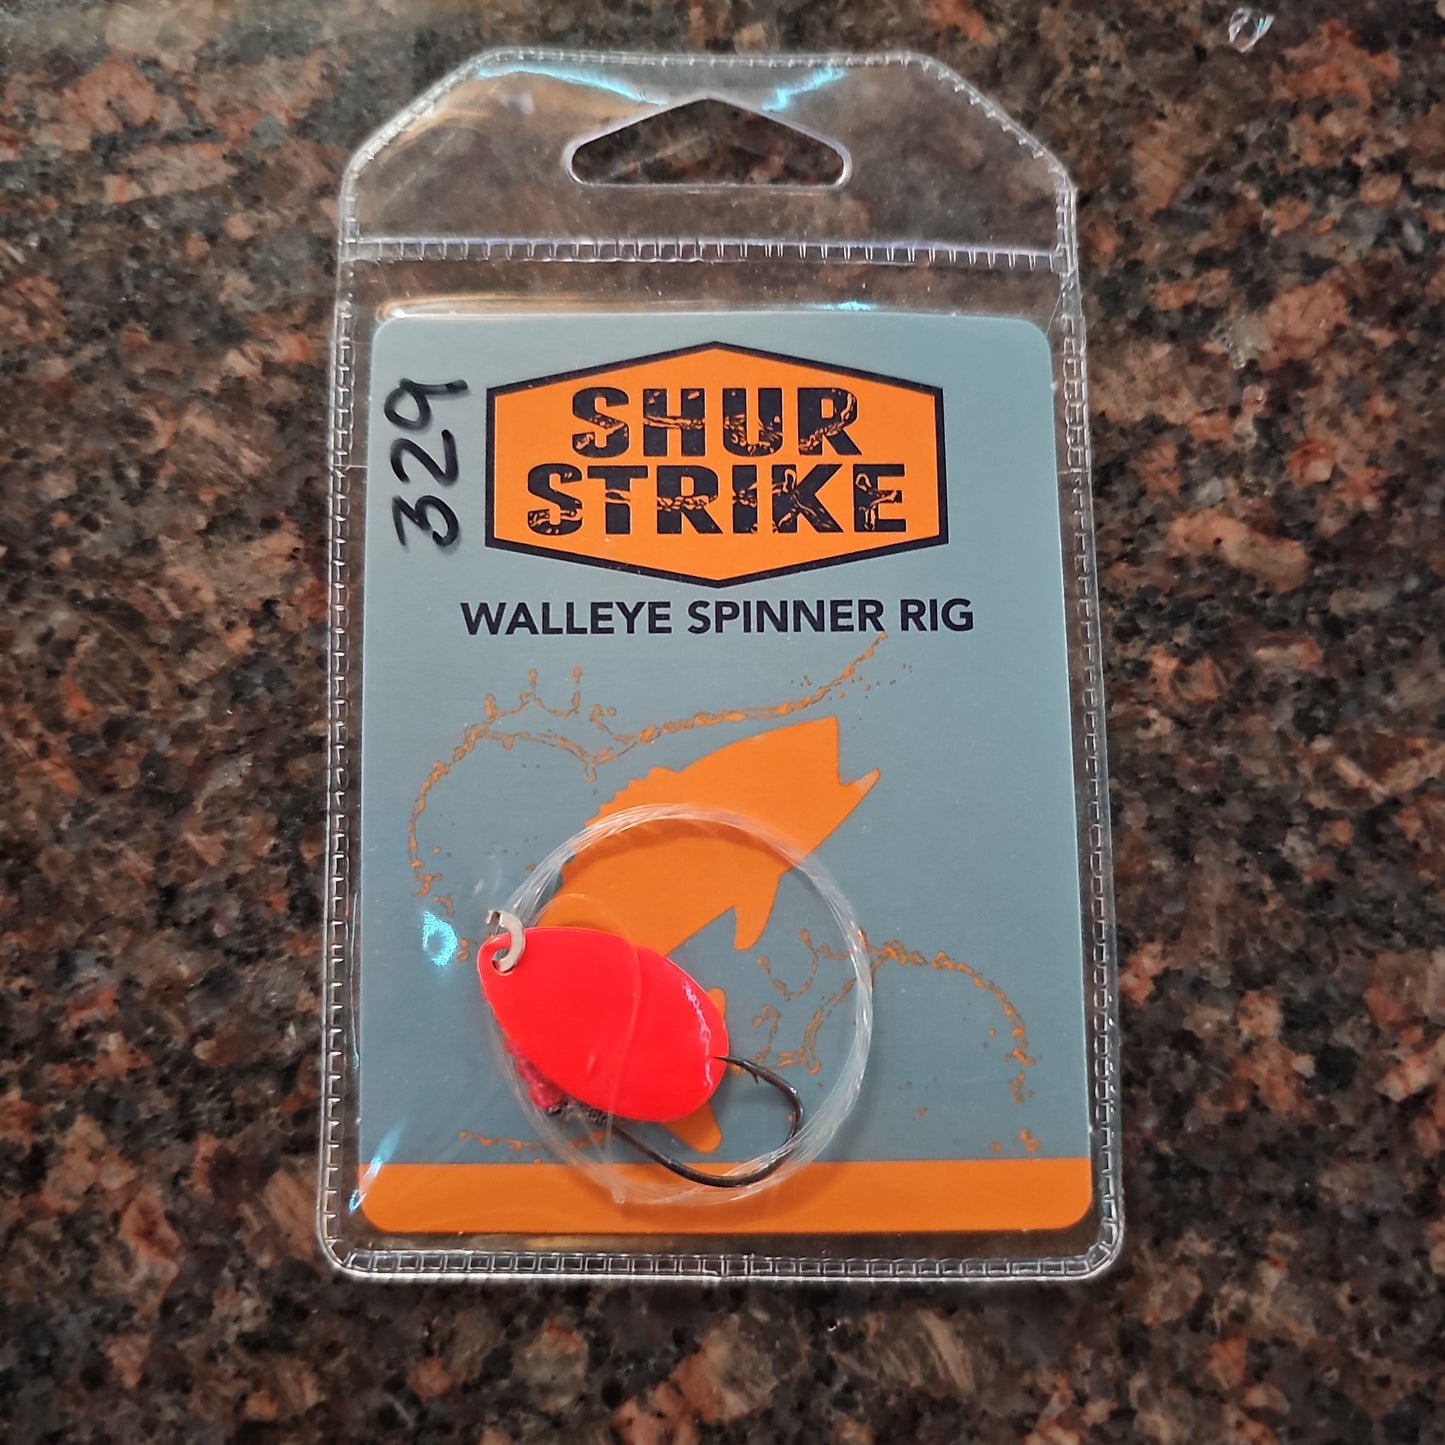 329
SHUR
STRIKE
WALLEYE SPINNER RIG